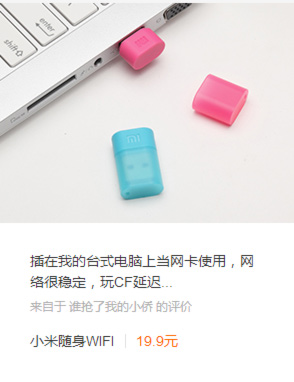 enter
shift
mi
插在我的台式电脑上当网卡使用，网
络很稳定，玩CF延迟...
来自于 谁抢了我的小侨 的评价
小米随身WIFI | 19.9元